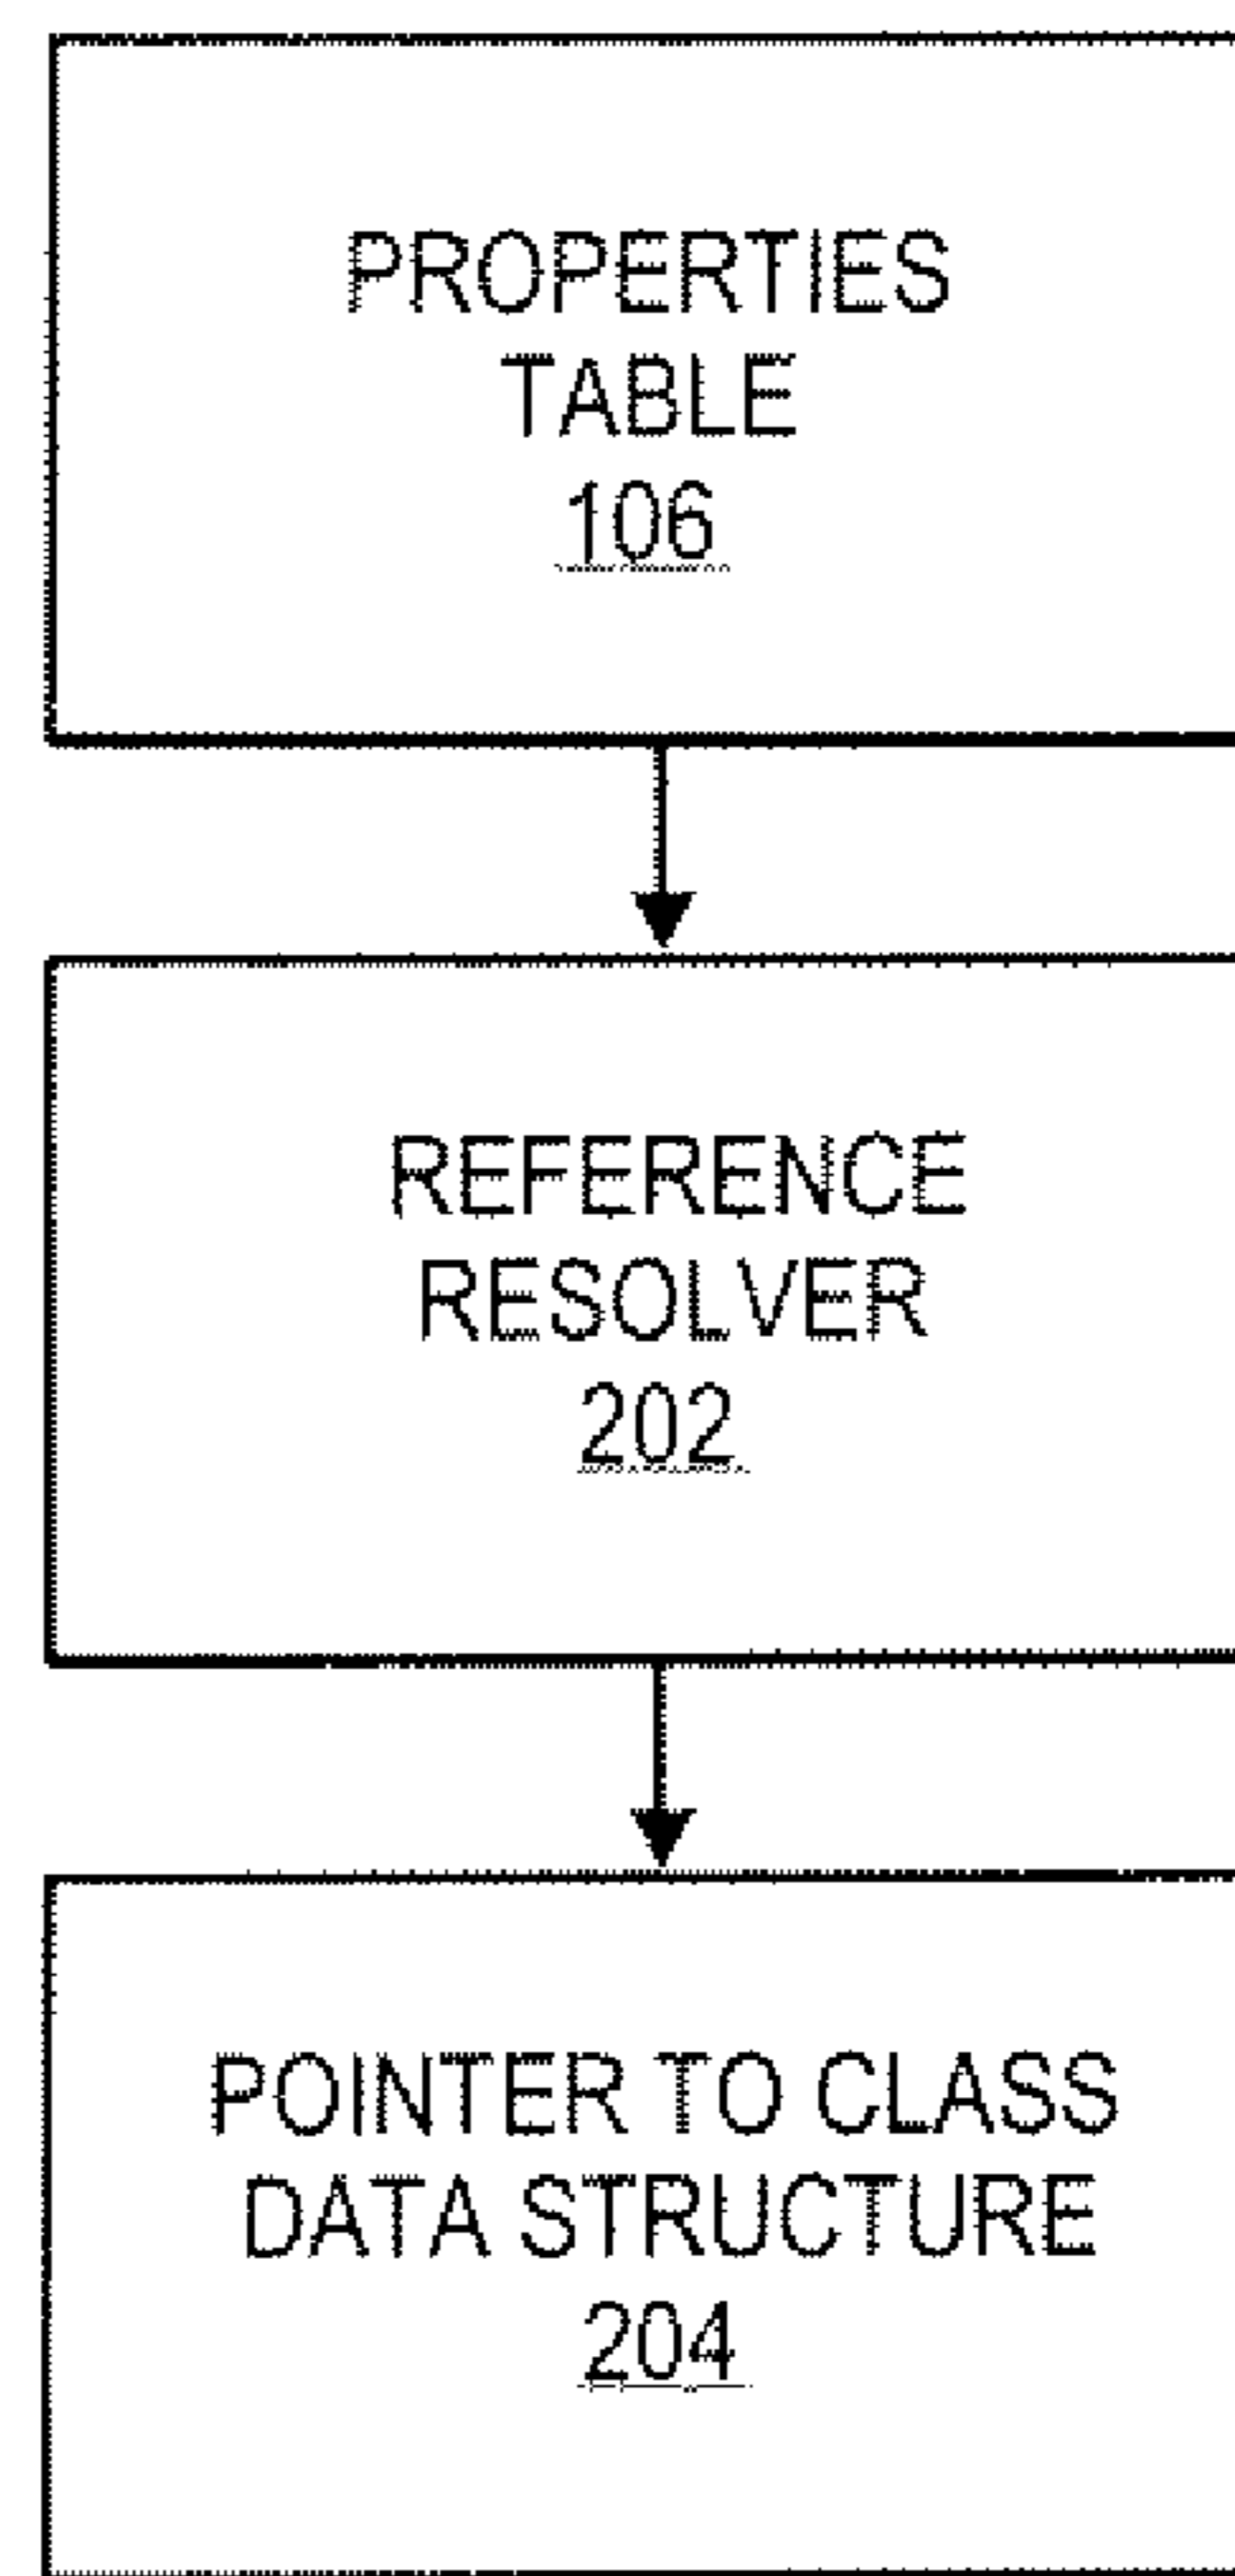 PROPERTIES
TABLE
106
REFERENCE
RESOLVER
202
POINTER TO CLASS
DATA STRUCTURE
204